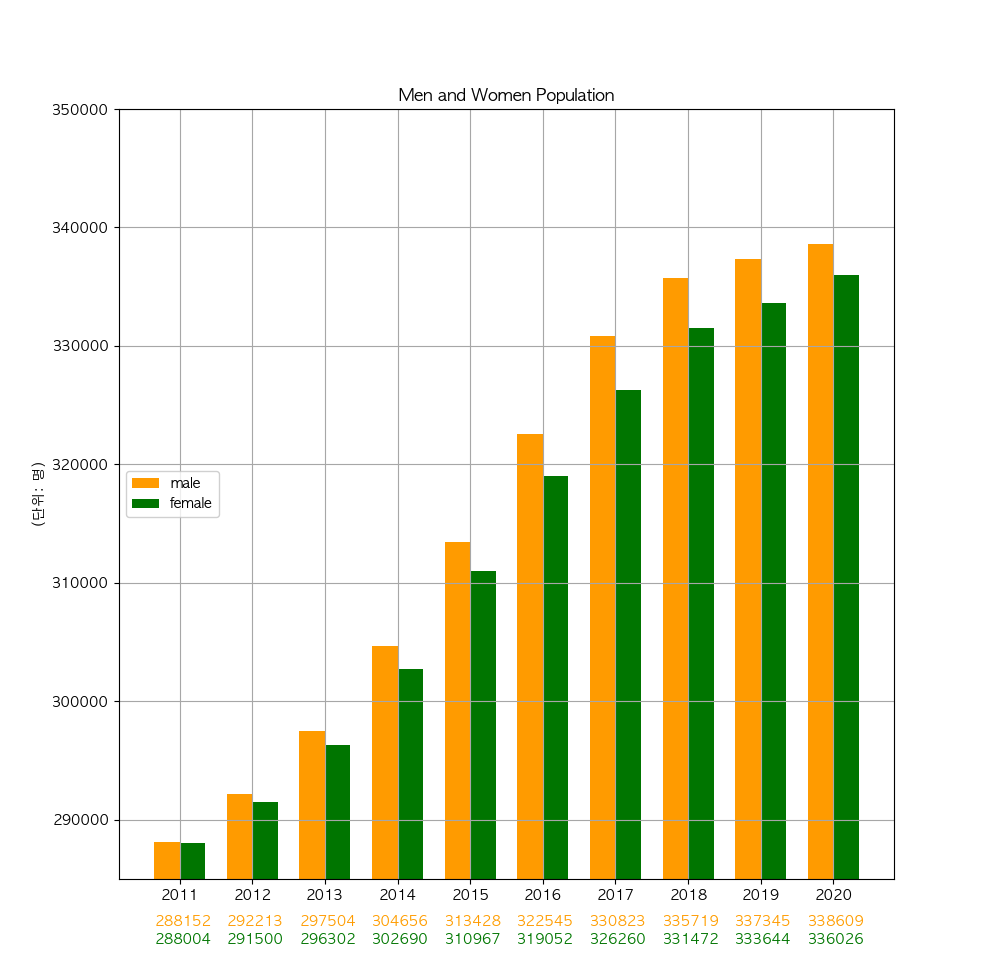 Men and Women Population
350000
340000
330000
320000
310000
300000
290000
(단위: 명)
male
female
2011 2012 2013 2014 2015 2016 2017 2018 2019 2020
288152 292213 297504 304656 313428 322545 330823 335719 337345 338609
288004 291500 296302 302690 310967 319052 326260 331472 333644 336026